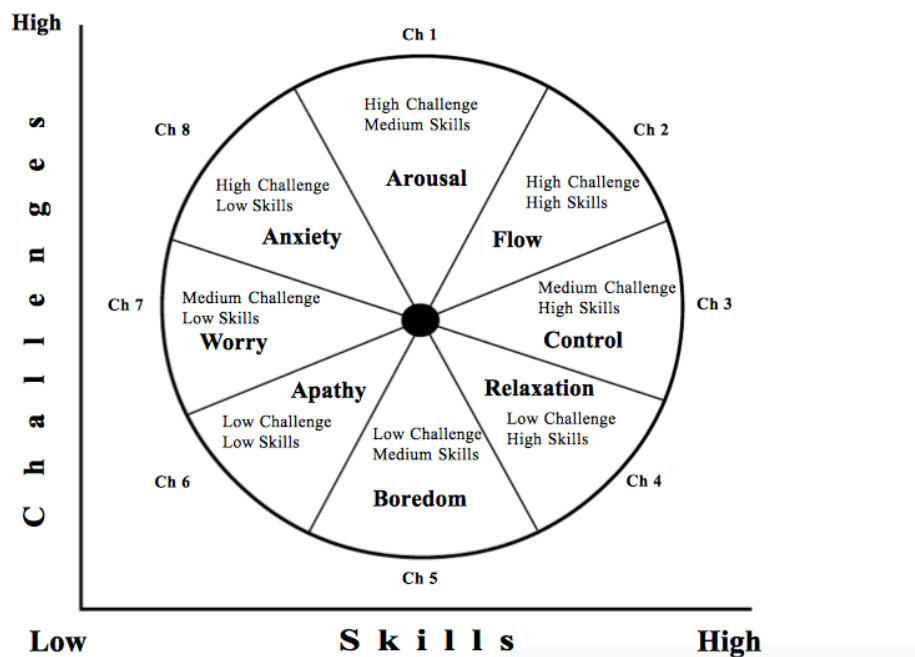 High
Ch 1
High Challenge
Medium Skills
Arousal
Ch 8
Ch 2
High Challenge
Low Skills
Anxiety
High Challenge
High Skills
Flow
Ch 7
Medium Challenge
Low Skills
Worry
Medium Challenge
High Skills
Control
Ch 3
Apathy
Low Challenge
Low Skills
Relaxation
Low Challenge
High Skills
Low Challenge
Medium Skills
Boredom
Ch 6
Ch 4
Ch 5
Challenges
Low
Skills
High